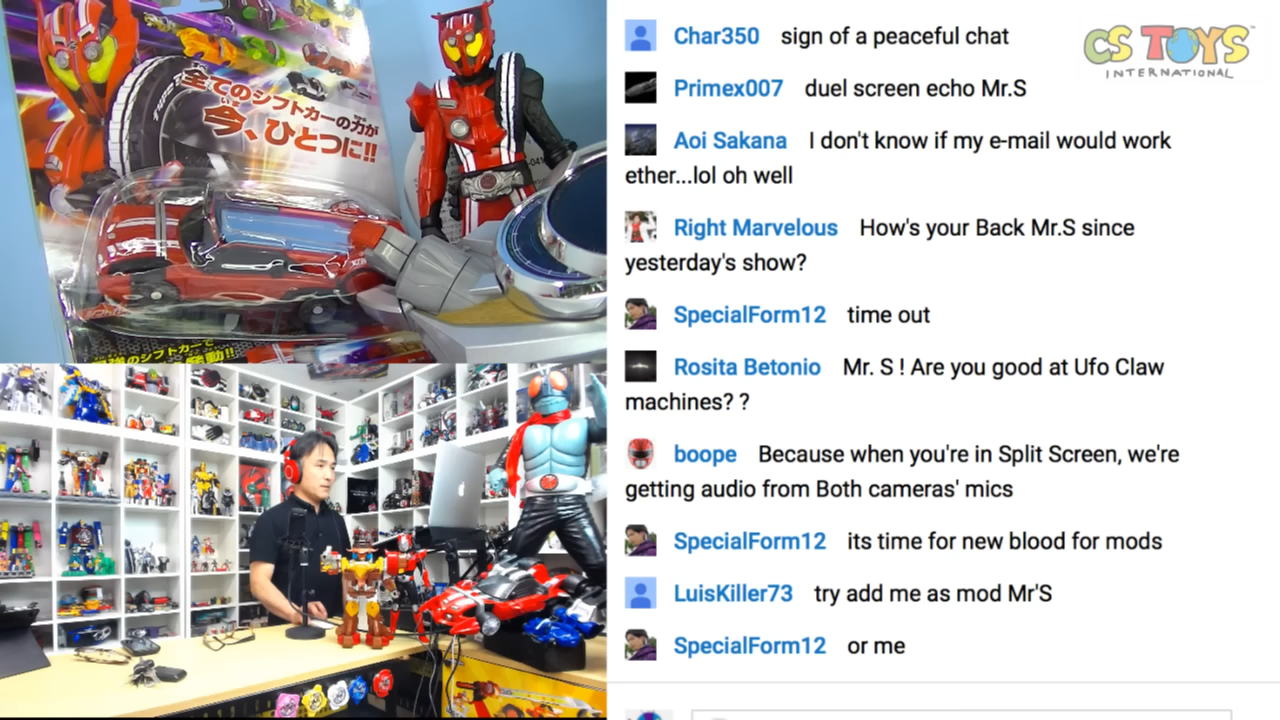 全てのシフトカーの力が
今、ひとつに!!
Char350 sign of a peaceful chat
CS TOYS
INTERNATIONAL
Primex007 duel screen echo Mr.S
Aoi Sakana I don't know if my e-mail would work
ether...lol oh well
Right Marvelous How's your Back Mr.S since
yesterday's show?
SpecialForm12 time out
Rosita Betonio Mr. S ! Are you good at Ufo Claw
machines? ?
boope Because when you're in Split Screen, we're
getting audio from Both cameras' mics
SpecialForm12 its time for new blood for mods
LuisKiller73 try add me as mod Mr'S
SpecialForm12 or me